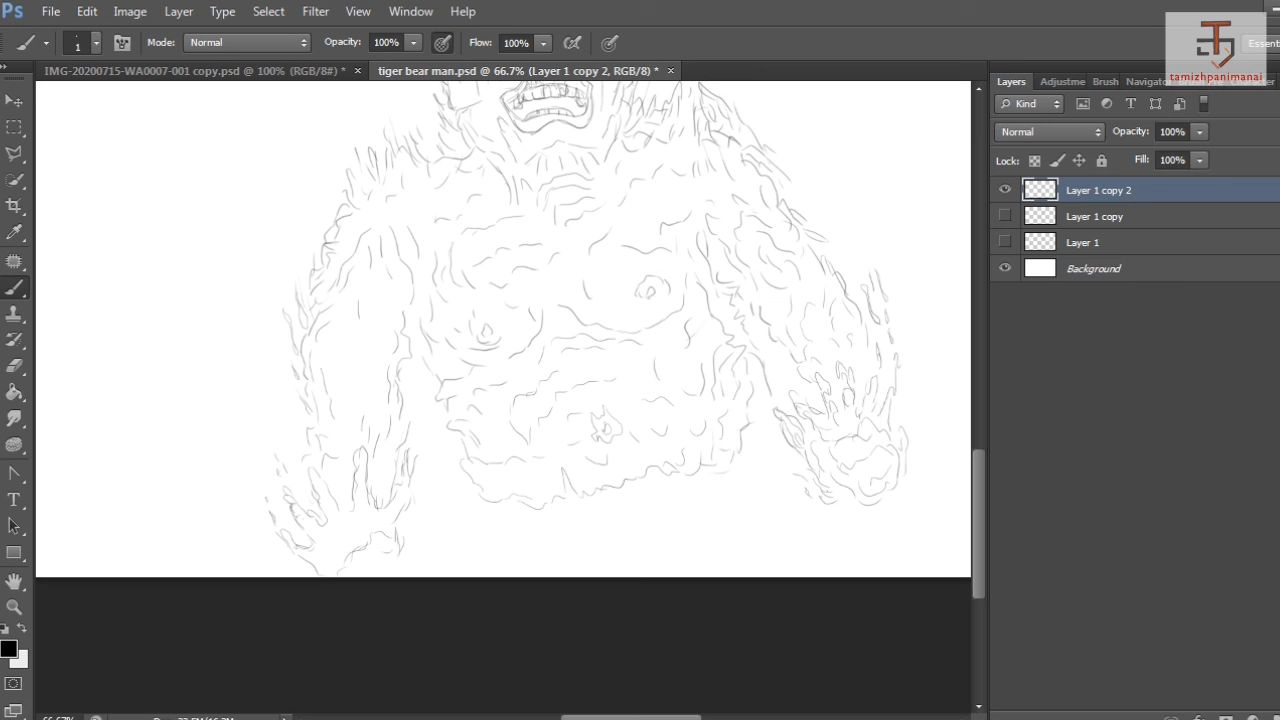 Ps File Edit Image Layer Type Select Filter View Window Help
1 Mode: Normal Opacity: 100% Flow: 100%
tamizhpanimanai
IMG-20200715-WA0007-001 copy.psd @ 100% (RGB/8#) * × tiger bear man.psd @ 66.7% (Layer 1 copy 2, RGB/8) * ×
Layers Adjustme Brush Navigator
Kind
Normal Opacity: 100%
Lock: Fill: 100%
Layer 1 copy 2
Layer 1 copy
Layer 1
Background